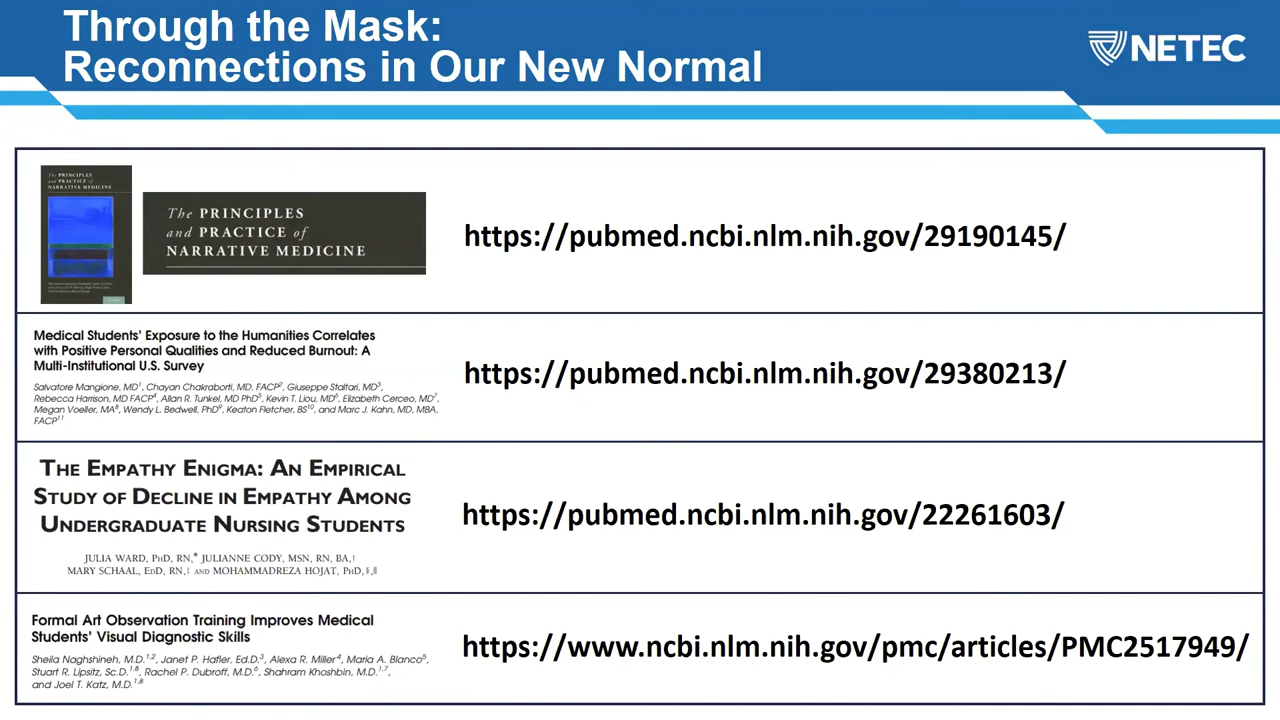 Through the Mask:
Reconnections in Our New Normal
NETEC
The PRINCIPLES
and PRACTICE of
NARRATIVE MEDICINE
The PRINCIPLES
and PRACTICE of
NARRATIVE MEDICINE
https://pubmed.ncbi.nlm.nih.gov/29190145/
Medical Students’ Exposure to the Humanities Correlates
with Positive Personal Qualities and Reduced Burnout: A
Multi-Institutional U.S. Survey
Salvatore Mangione, MD1, Chayan Chakraborti, MD, FACP2, Giuseppe Staltari, MD3,
Rebecca Harrison, MD FACP4, Allan R. Tunkel, MD PhD5, Kevin T. Liou, MD6, Elizabeth Cerceo, MD7,
Megan Voeller, MA8, Wendy L. Bedwell, PhD9, Keaton Fletcher, BS10, and Marc J. Kahn, MD, MBA,
FACP11
https://pubmed.ncbi.nlm.nih.gov/29380213/
THE EMPATHY ENIGMA: AN EMPIRICAL
STUDY OF DECLINE IN EMPATHY AMONG
UNDERGRADUATE NURSING STUDENTS
JULIA WARD, PHD, RN,* JULIANNE CODY, MSN, RN, BA,†
MARY SCHAAL, EDD, RN,‡ AND MOHAMMADREZA HOJAT, PHD,§,||
https://pubmed.ncbi.nlm.nih.gov/22261603/
Formal Art Observation Training Improves Medical
Students’ Visual Diagnostic Skills
Sheila Naghshineh, M.D.1,2, Janet P. Hafler, Ed.D.3, Alexa R. Miller4, Maria A. Blanco5,
Stuart R. Lipsitz, Sc.D.1,8, Rachel P. Dubroff, M.D.6, Shahram Khoshbin, M.D.1,7,
and Joel T. Katz, M.D.1,8
https://www.ncbi.nlm.nih.gov/pmc/articles/PMC2517949/